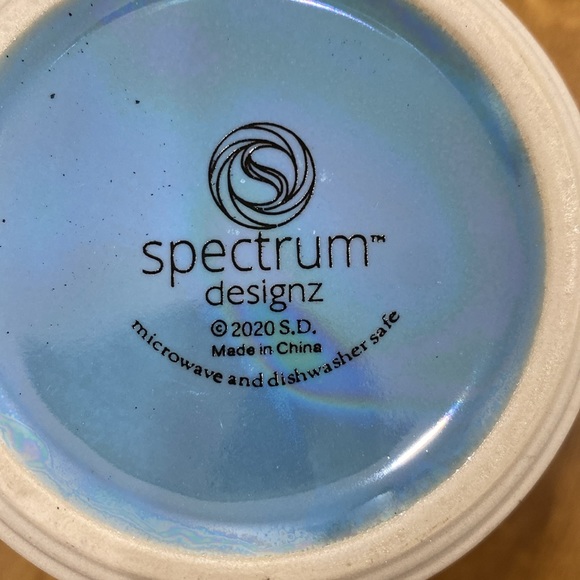 S
spectrum™
designz
© 2020 S.D.
Made in China
microwave and dishwasher safe